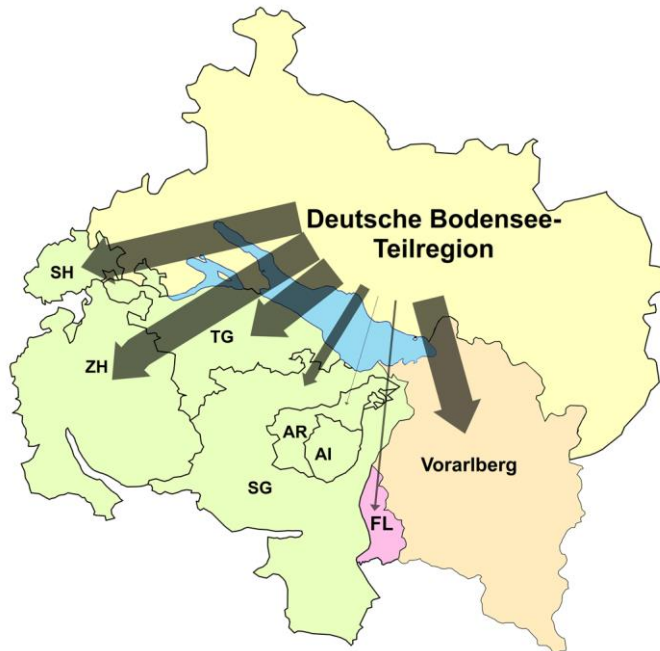 Deutsche Bodensee-
Teilregion
SH
TG
ZH
AR
AI
SG
Vorarlberg
FL